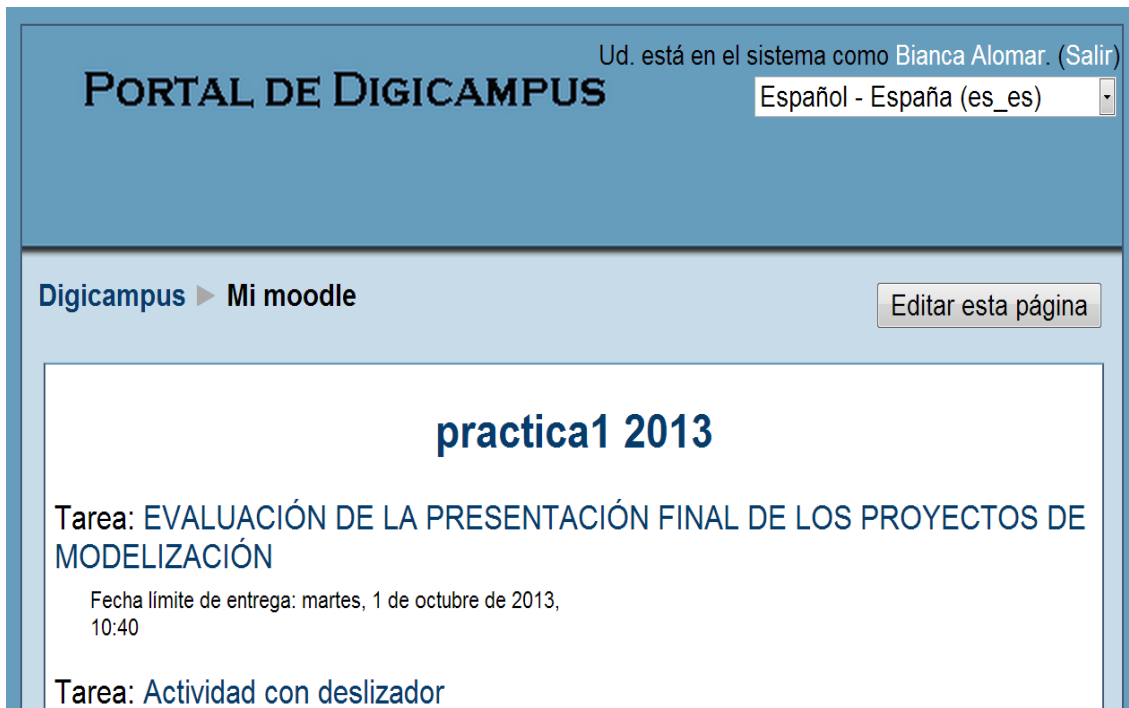 Ud. está en el sistema como Bianca Alomar. (Salir)
PORTAL DE DIGICAMPUS
Español - España (es_es)
Digicampus ▶ Mi moodle
Editar esta página
practica1 2013
Tarea: EVALUACIÓN DE LA PRESENTACIÓN FINAL DE LOS PROYECTOS DE
MODELIZACIÓN
Fecha límite de entrega: martes, 1 de octubre de 2013,
10:40
Tarea: Actividad con deslizador